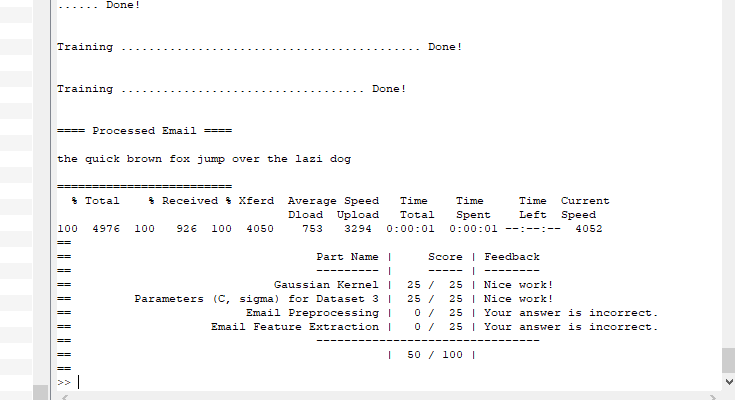 ...... Done!
Training ........................................... Done!
Training ................................... Done!
==== Processed Email ====
the quick brown fox jump over the lazi dog
=========================
  % Total    % Received % Xferd  Average Speed   Time    Time     Time  Current
                                 Dload  Upload   Total   Spent    Left  Speed
100  4976  100   926  100  4050    753   3294  0:00:01  0:00:01 --:--:--  4052
==
==                                   Part Name |     Score | Feedback
==                                   --------- |     ----- | --------
==                             Gaussian Kernel |  25 /  25 | Nice work!
==         Parameters (C, sigma) for Dataset 3 |  25 /  25 | Nice work!
==                         Email Preprocessing |   0 /  25 | Your answer is incorrect.
==                    Email Feature Extraction |   0 /  25 | Your answer is incorrect.
==                                   --------------------------------
==                                             |  50 / 100 |
==
>>